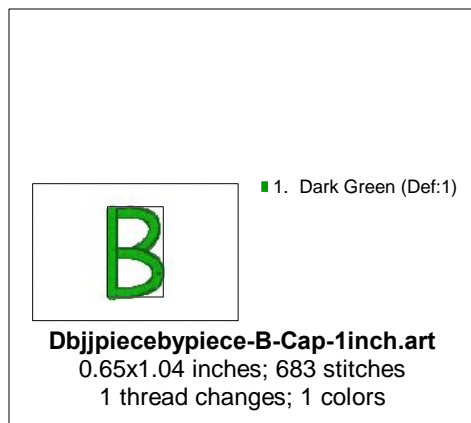 1. Dark Green (Def:1)
B
Dbjjpiecebypiece-B-Cap-1inch.art
0.65x1.04 inches; 683 stitches
1 thread changes; 1 colors